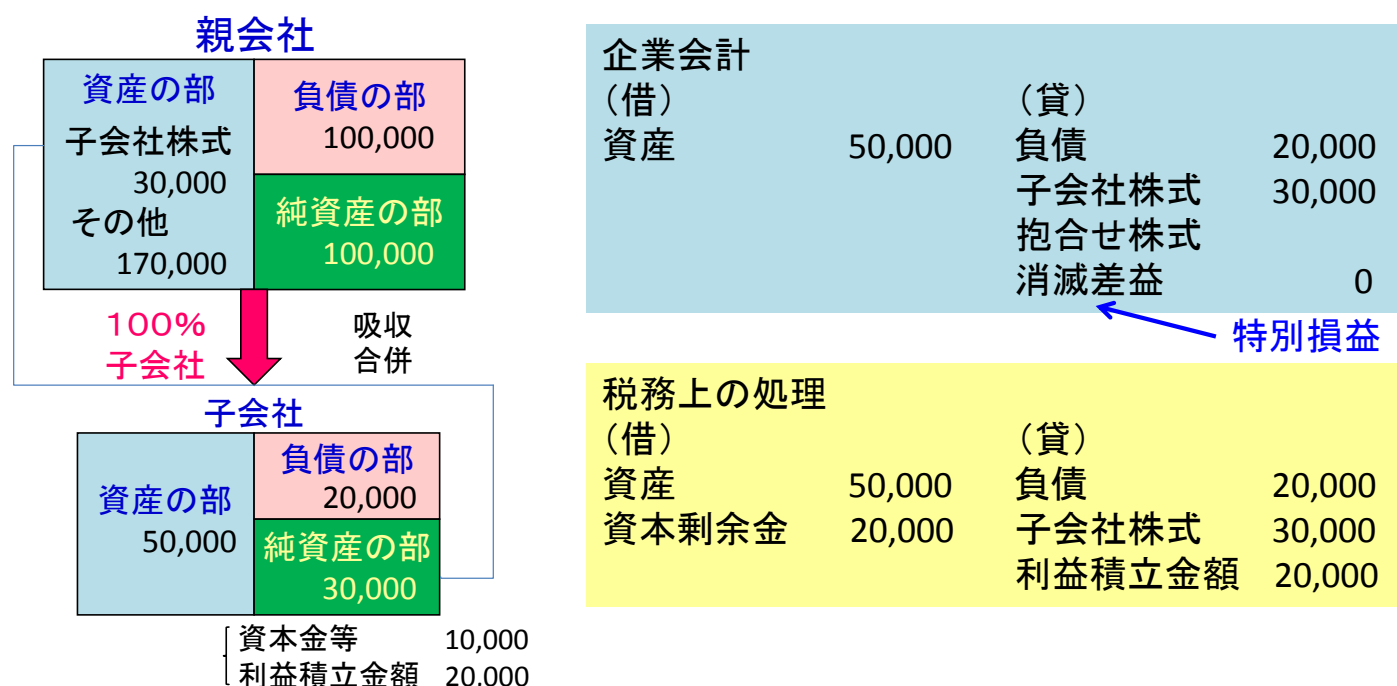 親会社
資産の部
子会社株式
30,000
その他
170,000
負債の部
100,000
純資産の部
100,000
１００％
子会社
吸収
合併
子会社
資産の部
50,000
負債の部
20,000
純資産の部
30,000
資本金等 10,000
利益積立金額 20,000
企業会計
（借） （貸）
資産 50,000 負債 20,000
子会社株式 30,000
抱合せ株式
消滅差益 0
特別損益
税務上の処理
（借） （貸）
資産 50,000 負債 20,000
資本剰余金 20,000 子会社株式 30,000
利益積立金額 20,000